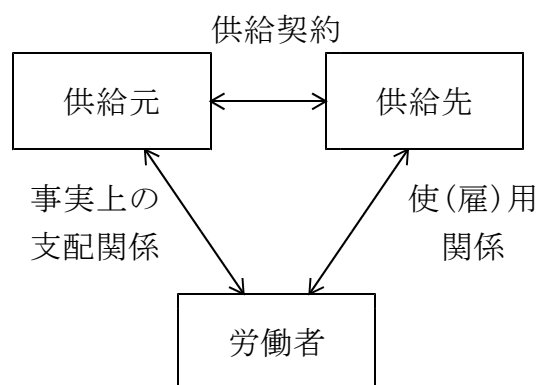 供給契約
供給元
供給先
事実上の
支配関係
使(雇)用
関係
労働者